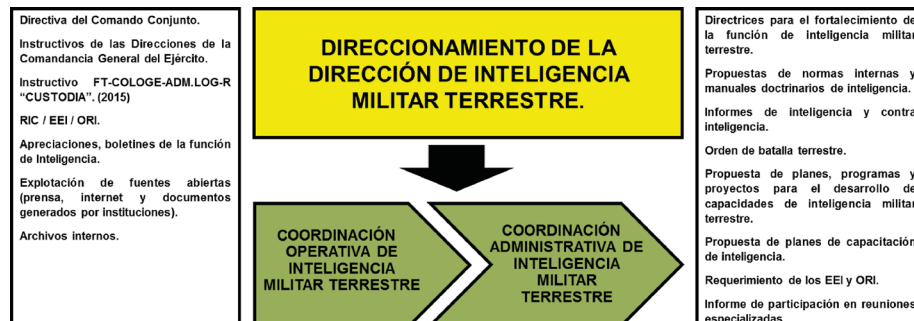 Directiva del Comando Conjunto.
Instructivos de las Direcciones de la
Comandancia General del Ejército.
Instructivo FT-COLOGE-ADM.LOG-R
“CUSTODIA”. (2015)
RIC / EEI / ORI.
Apreciaciones, boletines de la función
de Inteligencia.
Explotación de fuentes abiertas
(prensa, internet y documentos
generados por instituciones).
Archivos internos.
DIRECCIONAMIENTO DE LA
DIRECCIÓN DE INTELIGENCIA
MILITAR TERRESTRE.
COORDINACIÓN
OPERATIVA DE
INTELIGENCIA
MILITAR TERRESTRE
COORDINACIÓN
ADMINISTRATIVA DE
INTELIGENCIA
MILITAR
TERRESTRE
Directrices para el fortalecimiento de
la función de inteligencia militar
terrestre.
Propuestas de normas internas y
manuales doctrinarios de inteligencia.
Informes de inteligencia y contra
inteligencia.
Orden de batalla terrestre.
Propuesta de planes, programas y
proyectos para el desarrollo de
capacidades de inteligencia militar
terrestre.
Propuesta de planes de capacitación
de inteligencia.
Requerimiento de los EEI y ORI.
Informe de participación en reuniones
especializadas